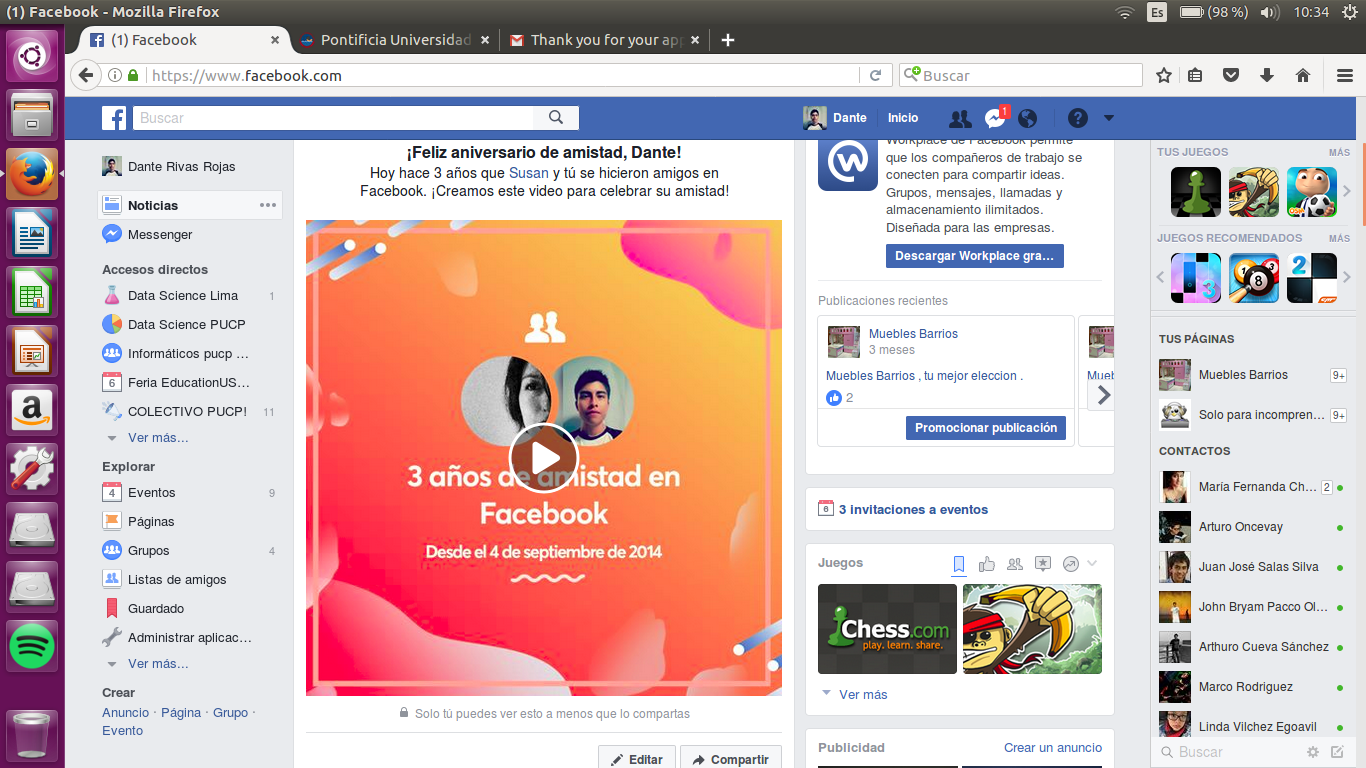 (1) Facebook - Mozilla Firefox
Es
(98 %)
10:34
(1) Facebook
Pontificia Universidad
Thank you for your app
https://www.facebook.com
Buscar
Buscar
Dante
Inicio
1
Dante Rivas Rojas
Noticias
Messenger
Accesos directos
Data Science Lima 1
Data Science PUCP
Informáticos pucp ...
6 Feria EducationUS...
COLECTIVO PUCP! 11
Ver más...
Explorar
4 Eventos 9
Páginas
Grupos 4
Listas de amigos
Guardado
Administrar aplicac...
Ver más...
Crear
Anuncio · Página · Grupo ·
Evento
¡Feliz aniversario de amistad, Dante!
Hoy hace 3 años que Susan y tú se hicieron amigos en
Facebook. ¡Creamos este video para celebrar su amistad!
3 años de amistad en
Facebook
Desde el 4 de septiembre de 2014
Solo tú puedes ver esto a menos que lo compartas
Editar
Compartir
Workplace de Facebook permite
que los compañeros de trabajo se
conecten para compartir ideas.
Grupos, mensajes, llamadas y
almacenamiento ilimitados.
Diseñada para las empresas.
Descargar Workplace gra...
Publicaciones recientes
Muebles Barrios
3 meses
Muebles Barrios , tu mejor eleccion .
2
Promocionar publicación
Mueb
6 3 invitaciones a eventos
Juegos
Chess.com
play. learn. share.
Ver más
Publicidad
Crear un anuncio
TUS JUEGOS
MÁS
JUEGOS RECOMENDADOS
MÁS
3
1
8
2
TUS PÁGINAS
Muebles Barrios 9+
Solo para incompren... 9+
CONTACTOS
María Fernanda Ch... 2
Arturo Oncevay
Juan José Salas Silva
John Bryam Pacco Ol...
Arthuro Cueva Sánchez
Marco Rodriguez
Linda Vilchez Egoavil
Buscar